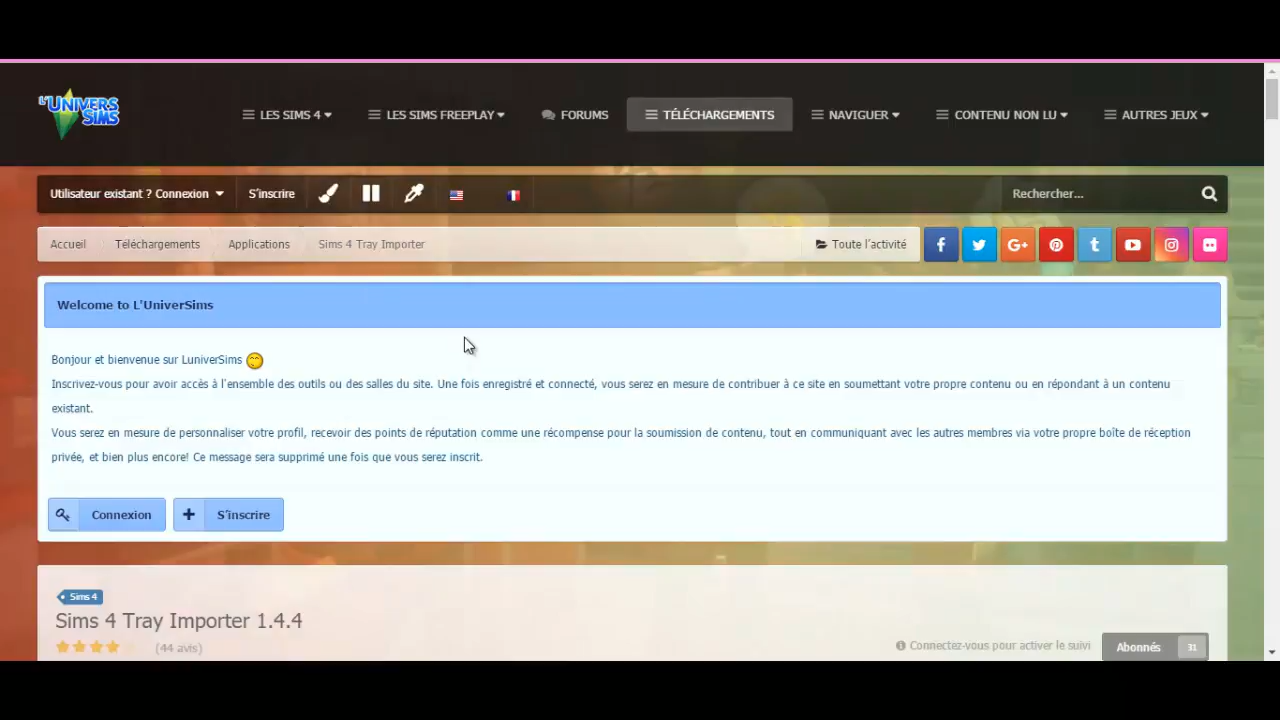 L'UNIVERS SIMS
LES SIMS 4 LES SIMS FREEPLAY FORUMS TÉLÉCHARGEMENTS NAVIGUER CONTENU NON LU AUTRES JEUX
Utilisateur existant ? Connexion S'inscrire Rechercher...
Accueil Téléchargements Applications Sims 4 Tray Importer Toute l'activité
Welcome to L'UniverSims
Bonjour et bienvenue sur LuniverSims
Inscrivez-vous pour avoir accès à l'ensemble des outils ou des salles du site. Une fois enregistré et connecté, vous serez en mesure de contribuer à ce site en soumettant votre propre contenu ou en répondant à un contenu
existant.
Vous serez en mesure de personnaliser votre profil, recevoir des points de réputation comme une récompense pour la soumission de contenu, tout en communiquant avec les autres membres via votre propre boîte de réception
privée, et bien plus encore! Ce message sera supprimé une fois que vous serez inscrit.
Connexion S'inscrire
Sims 4
Sims 4 Tray Importer 1.4.4
(44 avis) Connectez-vous pour activer le suivi Abonnés 31